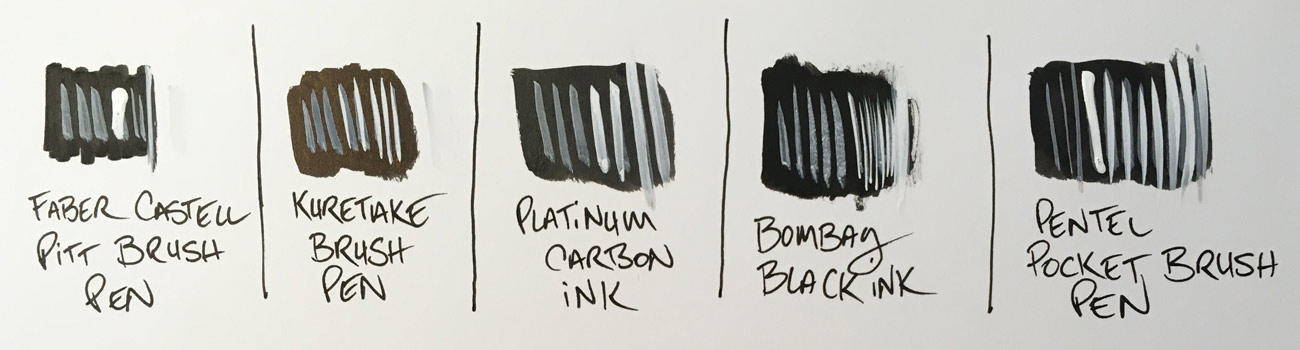 FABER CASTELL
PITT BRUSH
PEN
KURETAKE
BRUSH
PEN
PLATINUM
CARBON
INK
BOMBAY
BLACK INK
PENTEL
POCKET BRUSH
PEN